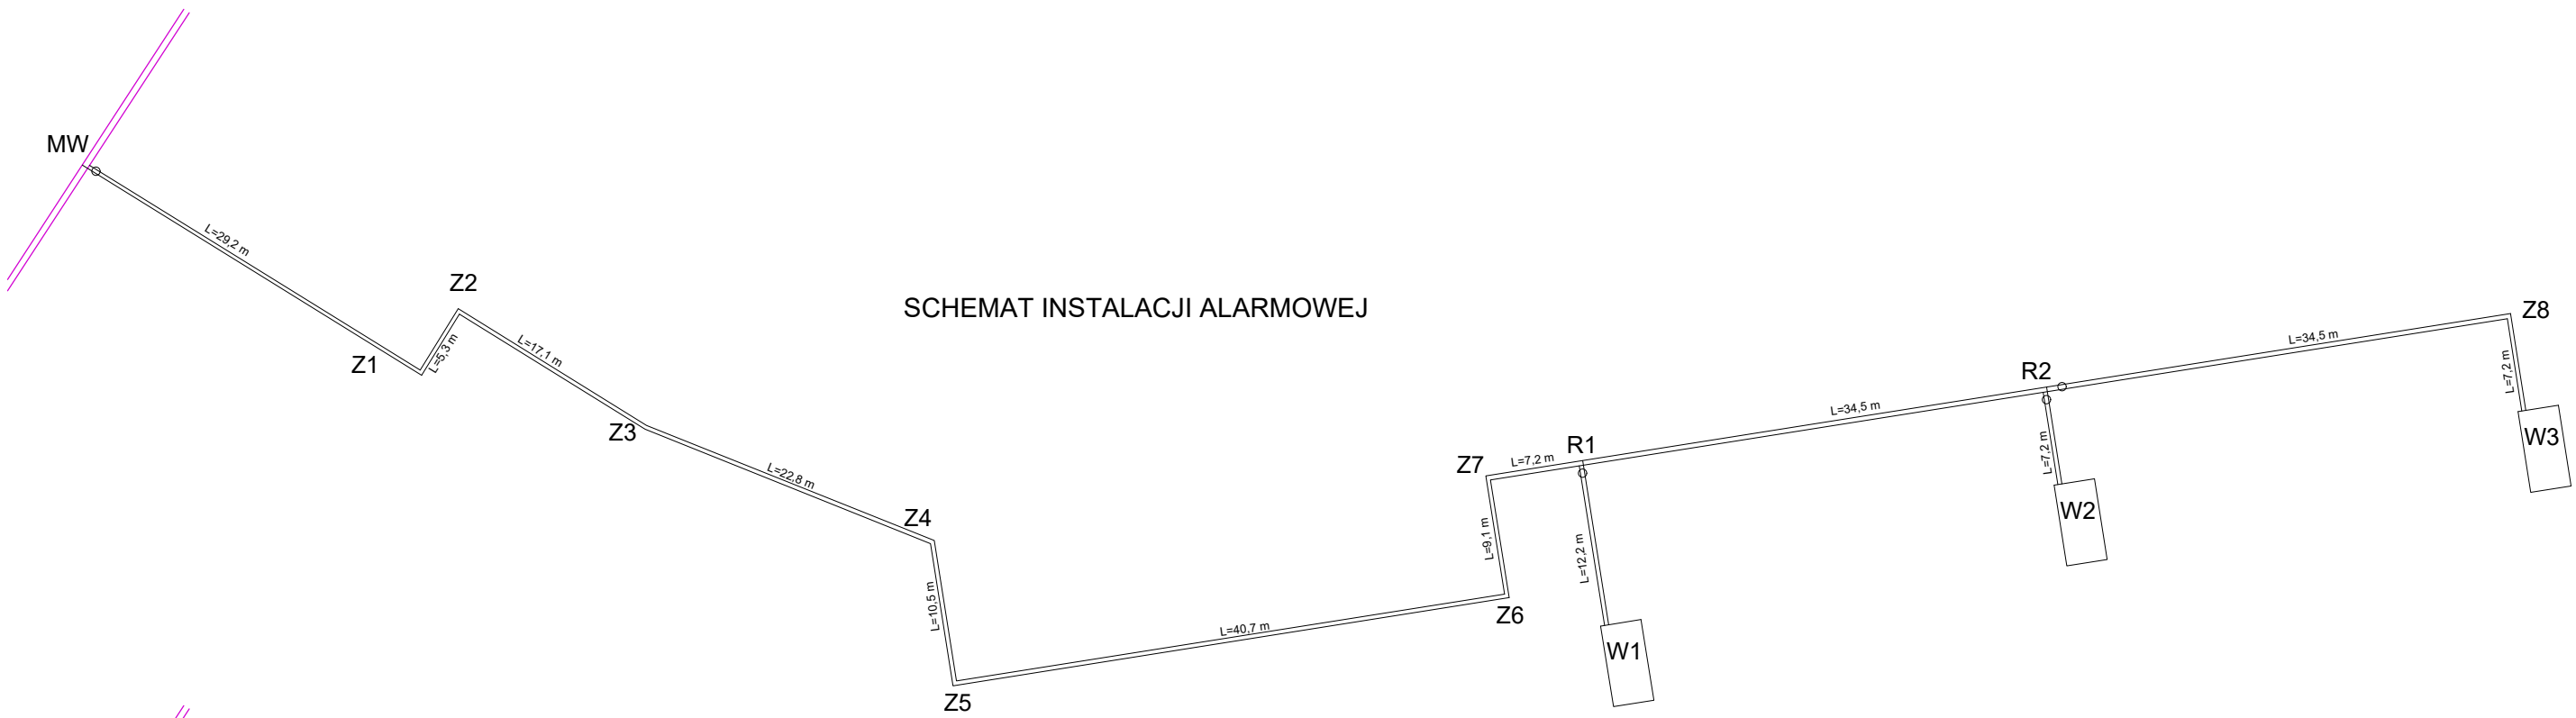 MW
L=29,2 m
Z1
L=5,3 m
Z2
L=17,1 m
Z3
SCHEMAT INSTALACJI ALARMOWEJ
L=22,8 m
Z4
L=10,5 m
Z5
L=40,7 m
Z6
L=9,1 m
Z7
L=7,2 m
R1
L=12,2 m
W1
L=34,5 m
R2
L=7,2 m
W2
L=34,5 m
Z8
L=7,2 m
W3